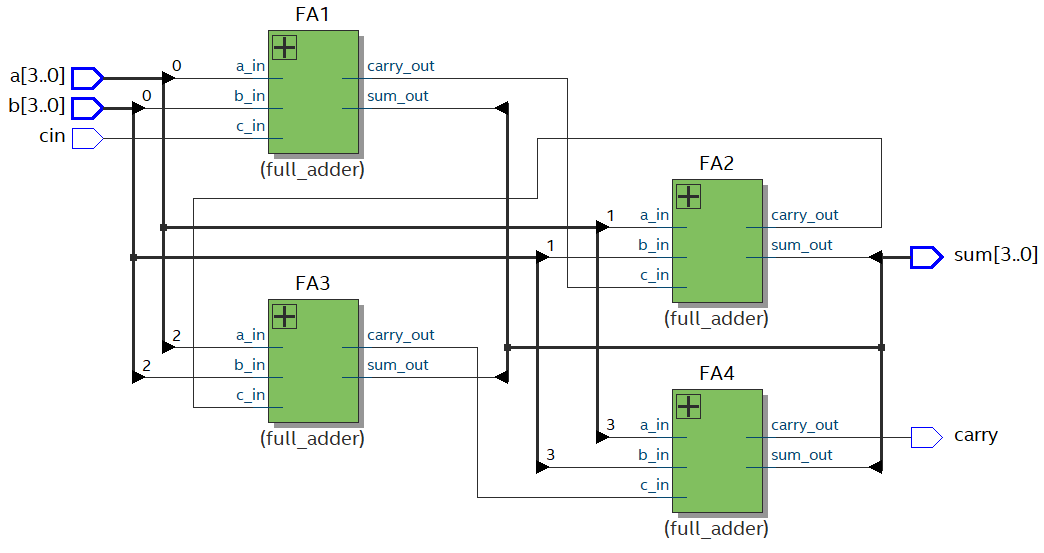 FA1
a[3..0]
0
a_in
carry_out
b[3..0]
0
b_in
sum_out
cin
c_in
(full_adder)
FA2
1
a_in
carry_out
1
b_in
sum_out
sum[3..0]
c_in
(full_adder)
FA3
2
a_in
carry_out
2
b_in
sum_out
c_in
(full_adder)
FA4
3
a_in
carry_out
carry
3
b_in
sum_out
c_in
(full_adder)